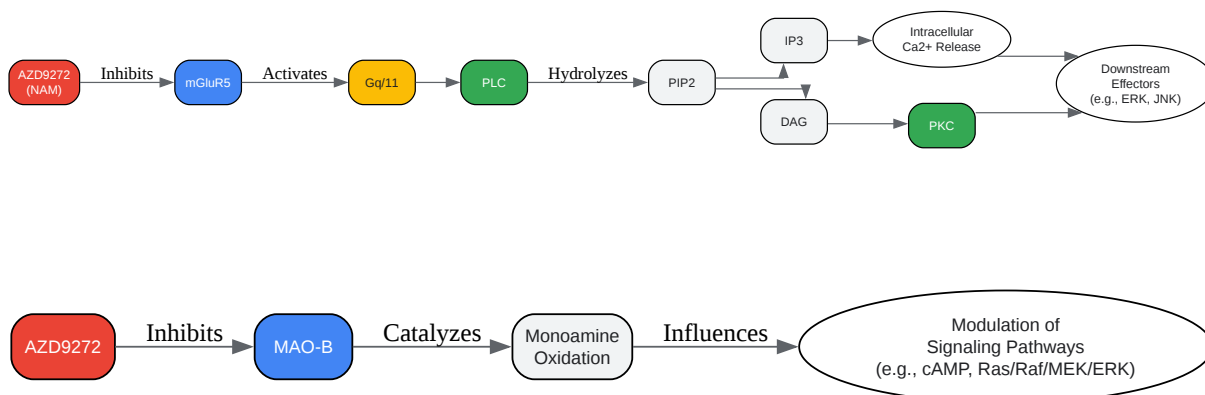 AZD9272
(NAM)
Inhibits
mGluR5
Activates
Gq/11
PLC
Hydrolyzes
PIP2
IP3
Intracellular
Ca2+ Release
DAG
PKC
Downstream
Effectors
(e.g., ERK, JNK)
AZD9272
Inhibits
MAO-B
Catalyzes
Monoamine
Oxidation
Influences
Modulation of
Signaling Pathways
(e.g., cAMP, Ras/Raf/MEK/ERK)